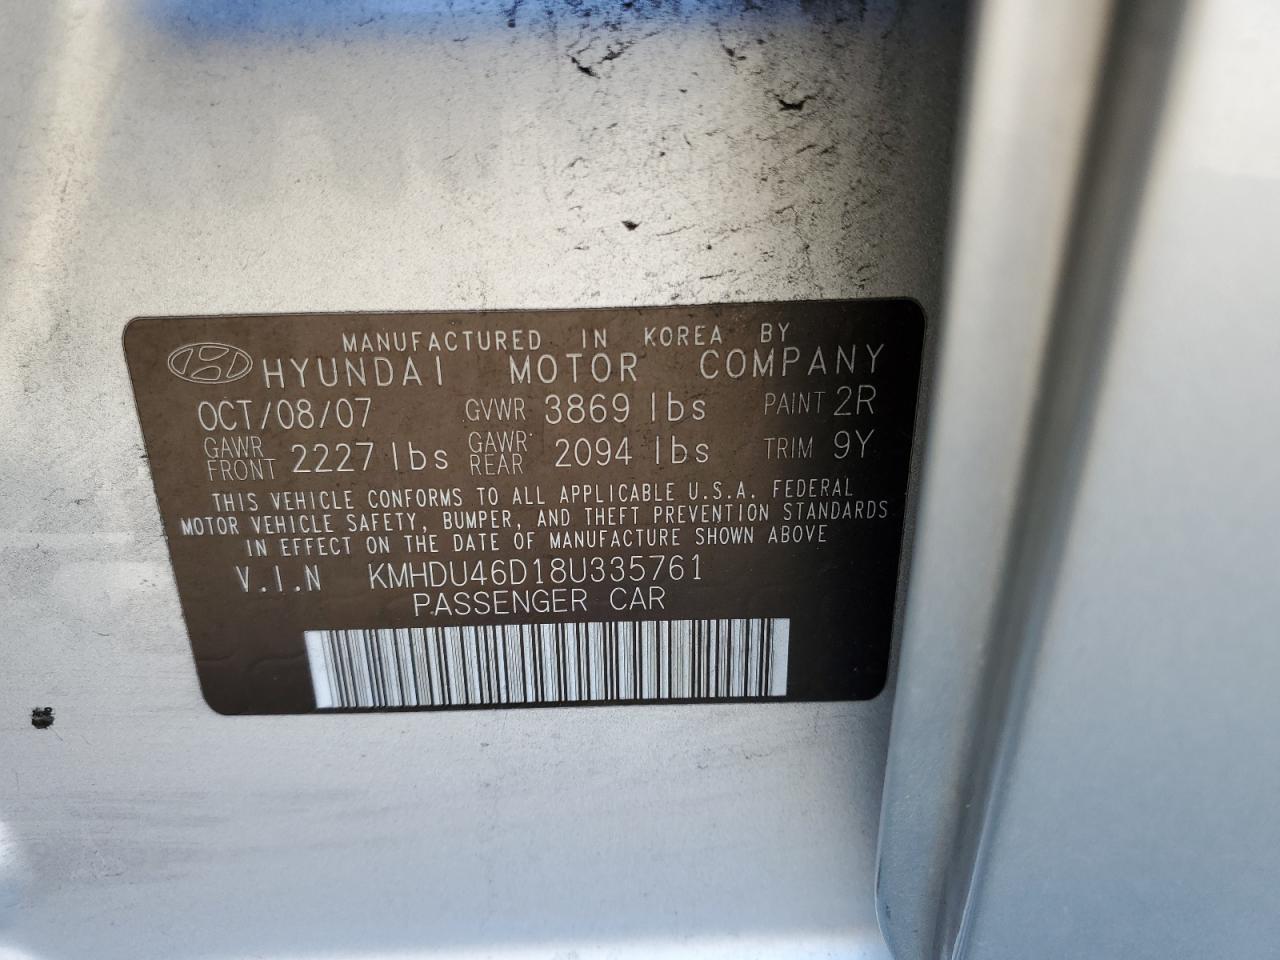 MANUFACTURED IN KOREA BY
HYUNDAI MOTOR COMPANY
OCT/08/07 GVWR 3869 lbs PAINT 2R
GAWR FRONT 2227 lbs GAWR REAR 2094 lbs TRIM 9Y
THIS VEHICLE CONFORMS TO ALL APPLICABLE U.S.A. FEDERAL
MOTOR VEHICLE SAFETY, BUMPER, AND THEFT PREVENTION STANDARDS
IN EFFECT ON THE DATE OF MANUFACTURE SHOWN ABOVE
V.I.N KMHDU46D18U335761
PASSENGER CAR